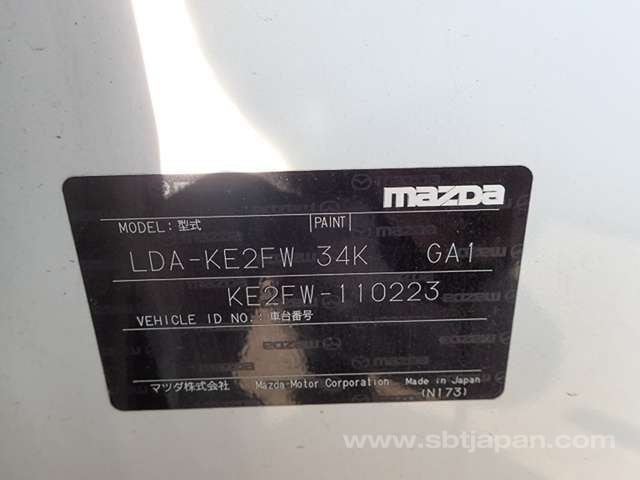 mazda
MODEL: 型式 PAINT
LDA-KE2FW 34K GA1
KE2FW-110223
VEHICLE ID NO.: 車台番号
マツダ株式会社 Mazda Motor Corporation Made in Japan
(N173)
www.sbtjapan.com